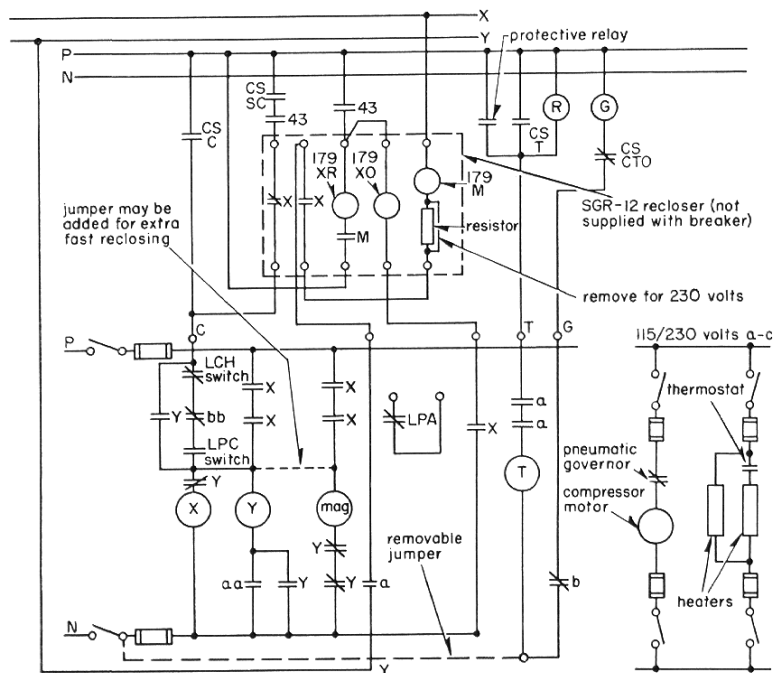 X
Y
protective relay
P
N
CS
SC
43
43
R
G
CS
C
CS
T
CS
CTO
179
XR
179
XO
179
M
SGR-12 recloser (not
supplied with breaker)
jumper may be
added for extra
fast reclosing
X
X
M
resistor
remove for 230 volts
C
T
G
115/230 volts a-c
P
LCH
switch
X
X
thermostat
Y
bb
X
X
LPA
X
a
a
LPC
switch
pneumatic
governor
Y
T
compressor
motor
X
Y
mag
removable
jumper
Y
aa
Y
Y
a
b
heaters
N
Y